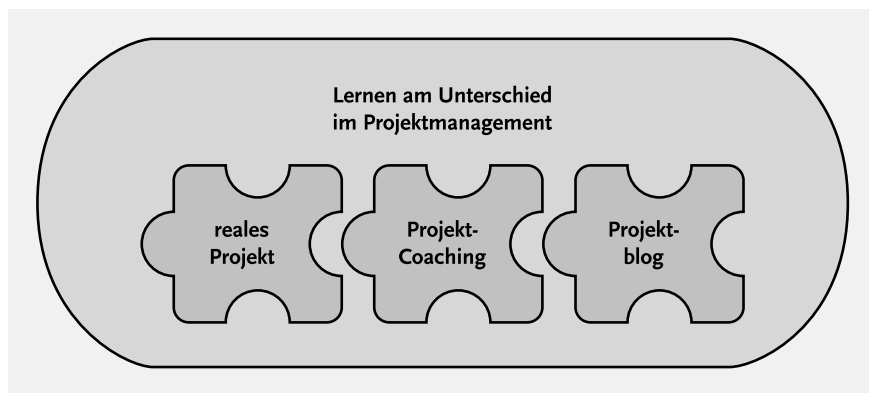 Lernen am Unterschied
im Projektmanagement
reales
Projekt
Projekt-
Coaching
Projekt-
blog